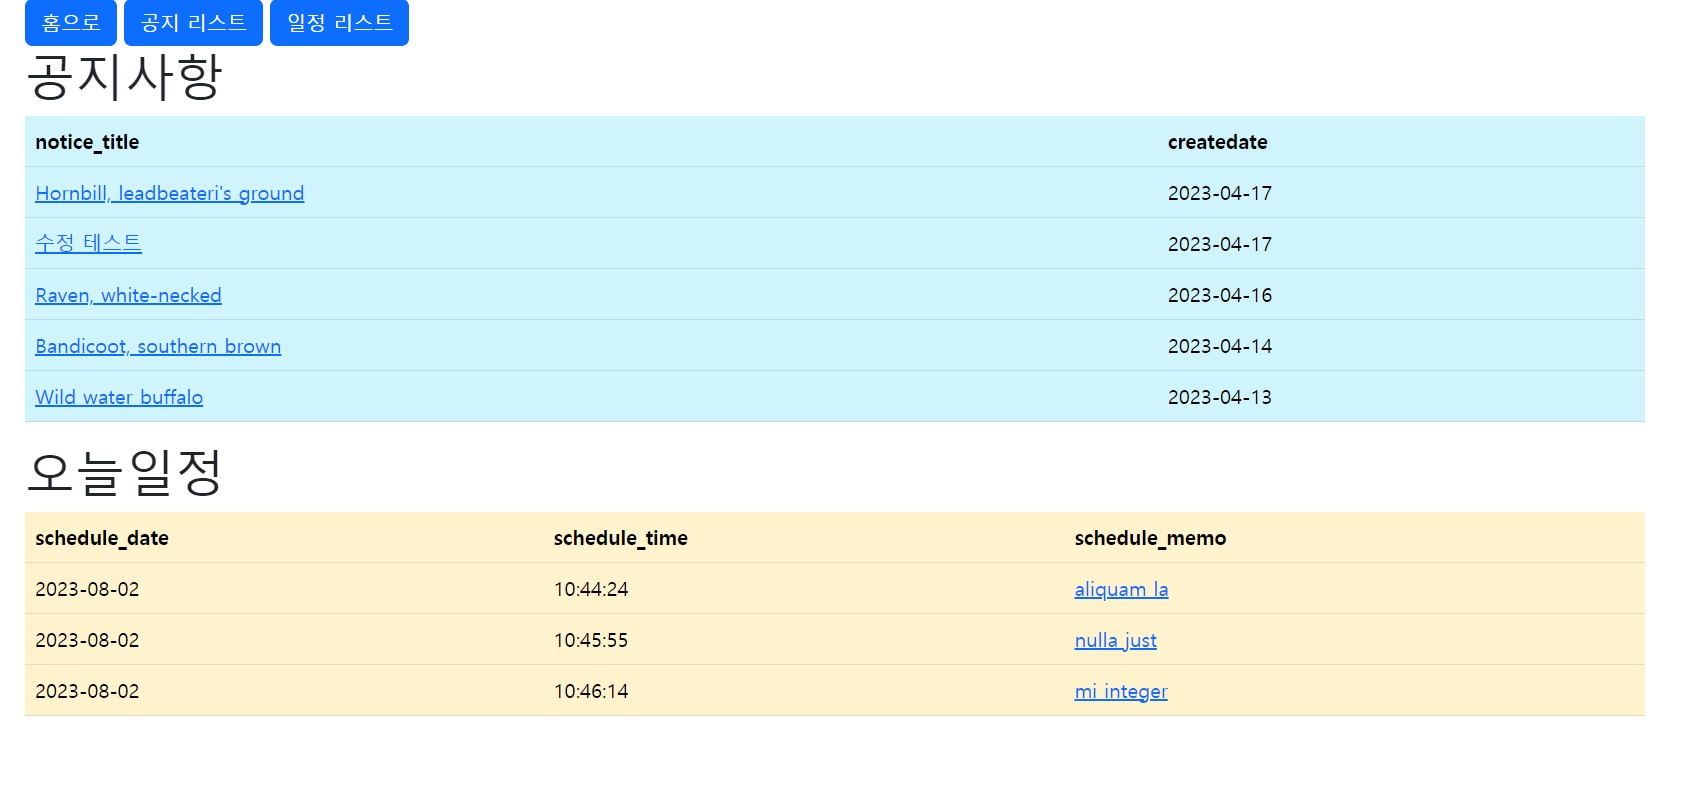 홈으로 공지 리스트 일정 리스트
공지사항
notice_title createdate
Hornbill, leadbeateri's ground 2023-04-17
수정 테스트 2023-04-17
Raven, white-necked 2023-04-16
Bandicoot, southern brown 2023-04-14
Wild water buffalo 2023-04-13
오늘일정
schedule_date schedule_time schedule_memo
2023-08-02 10:44:24 aliquam la
2023-08-02 10:45:55 nulla just
2023-08-02 10:46:14 mi integer